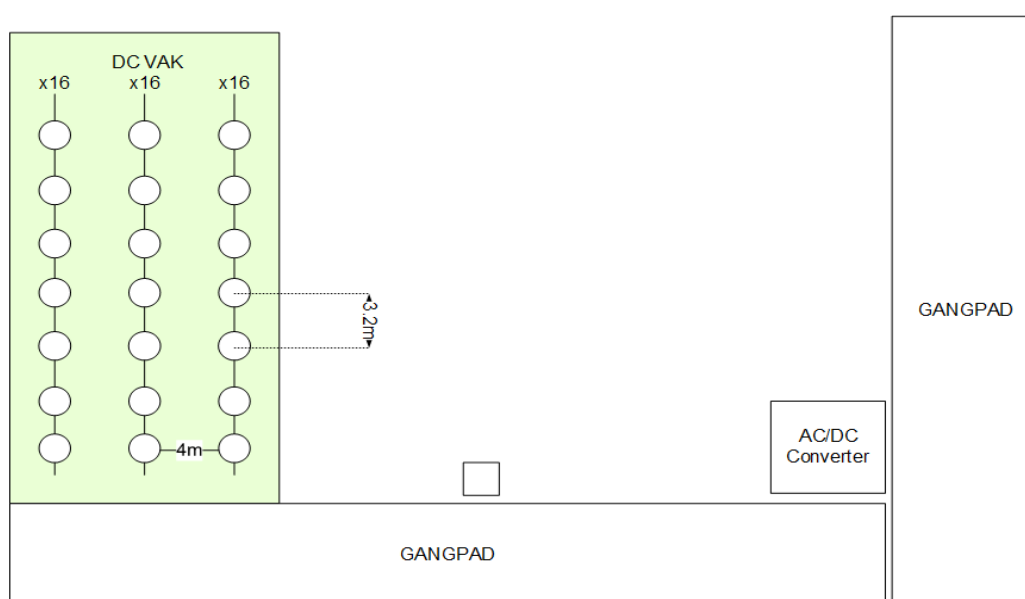 DC VAK
x16 x16 x16
3.2m
GANGPAD
AC/DC
Converter
4m
GANGPAD